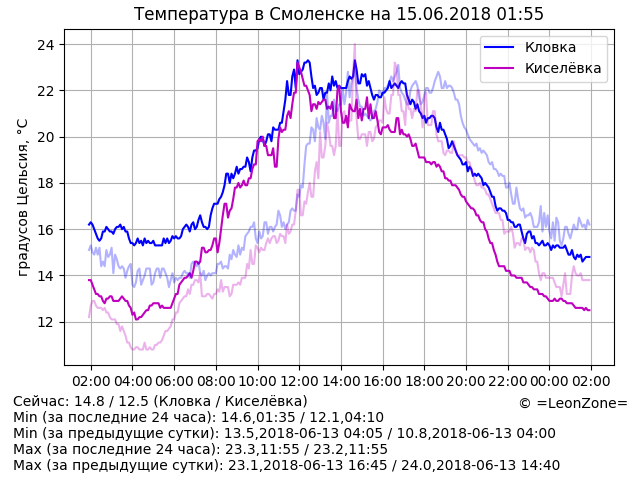 Температура в Смоленске на 15.06.2018 01:55
градусов Цельсия, °C
24
22
20
18
16
14
12
Кловка
Киселёвка
02:00 04:00 06:00 08:00 10:00 12:00 14:00 16:00 18:00 20:00 22:00 00:00 02:00
Сейчас: 14.8 / 12.5 (Кловка / Киселёвка)
© =LeonZone=
Min (за последние 24 часа): 14.6,01:35 / 12.1,04:10
Min (за предыдущие сутки): 13.5,2018-06-13 04:05 / 10.8,2018-06-13 04:00
Max (за последние 24 часа): 23.3,11:55 / 23.2,11:55
Max (за предыдущие сутки): 23.1,2018-06-13 16:45 / 24.0,2018-06-13 14:40